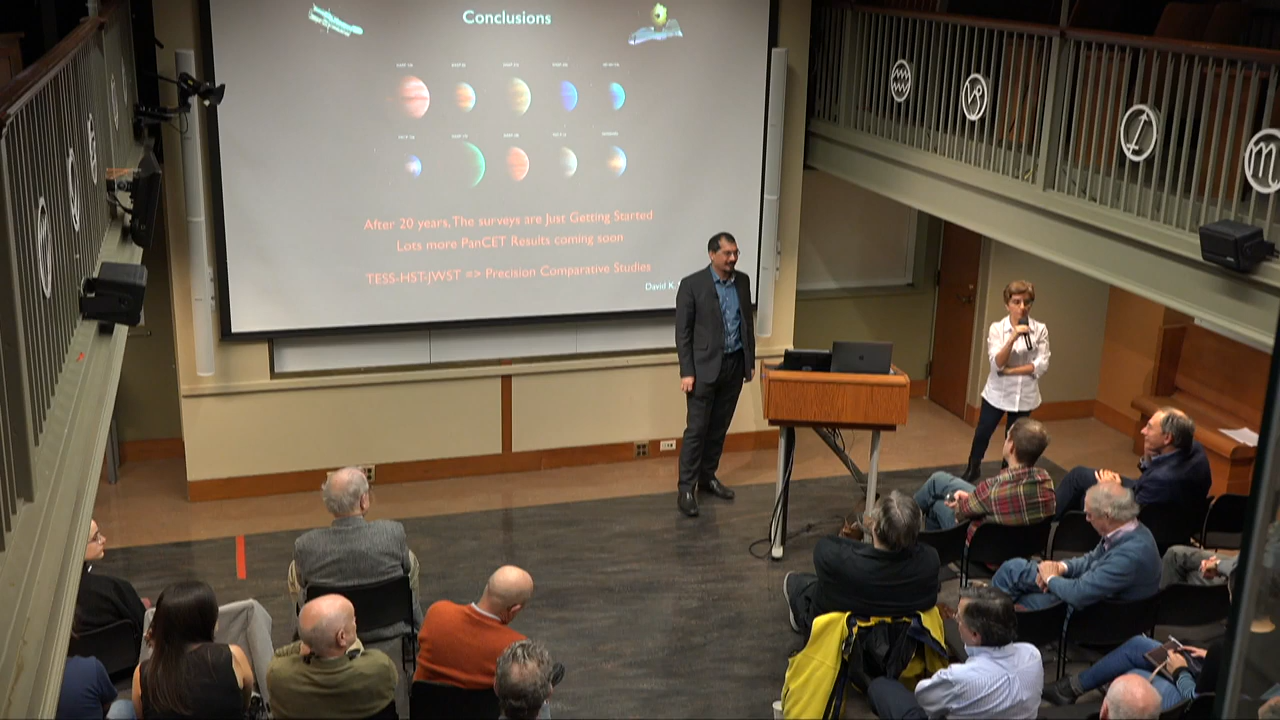 Conclusions
After 20 years, The surveys are Just Getting Started
Lots more PanCET Results coming soon
TESS-HST-JWST => Precision Comparative Studies
David K.